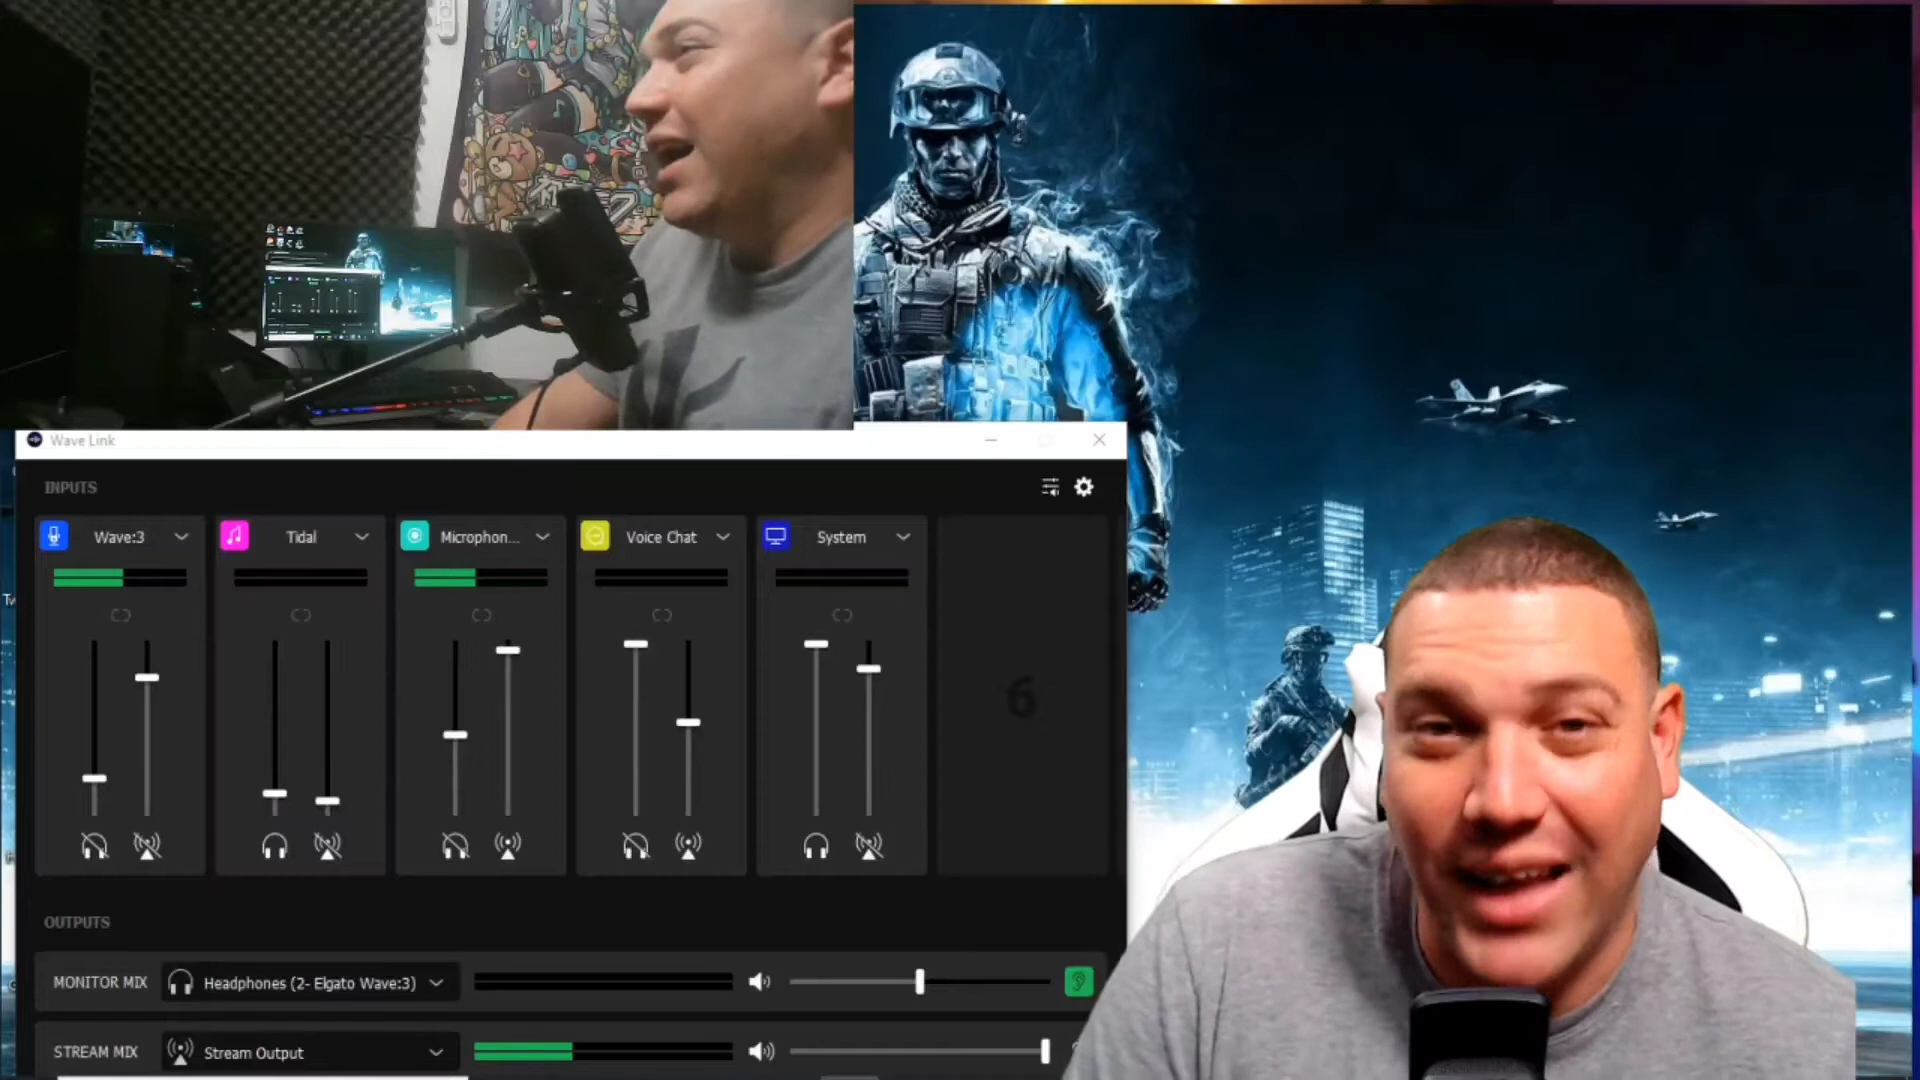 Wave Link
INPUTS
Wave:3
Tidal
Microphon...
Voice Chat
System
6
OUTPUTS
MONITOR MIX
Headphones (2- Elgato Wave:3)
STREAM MIX
Stream Output